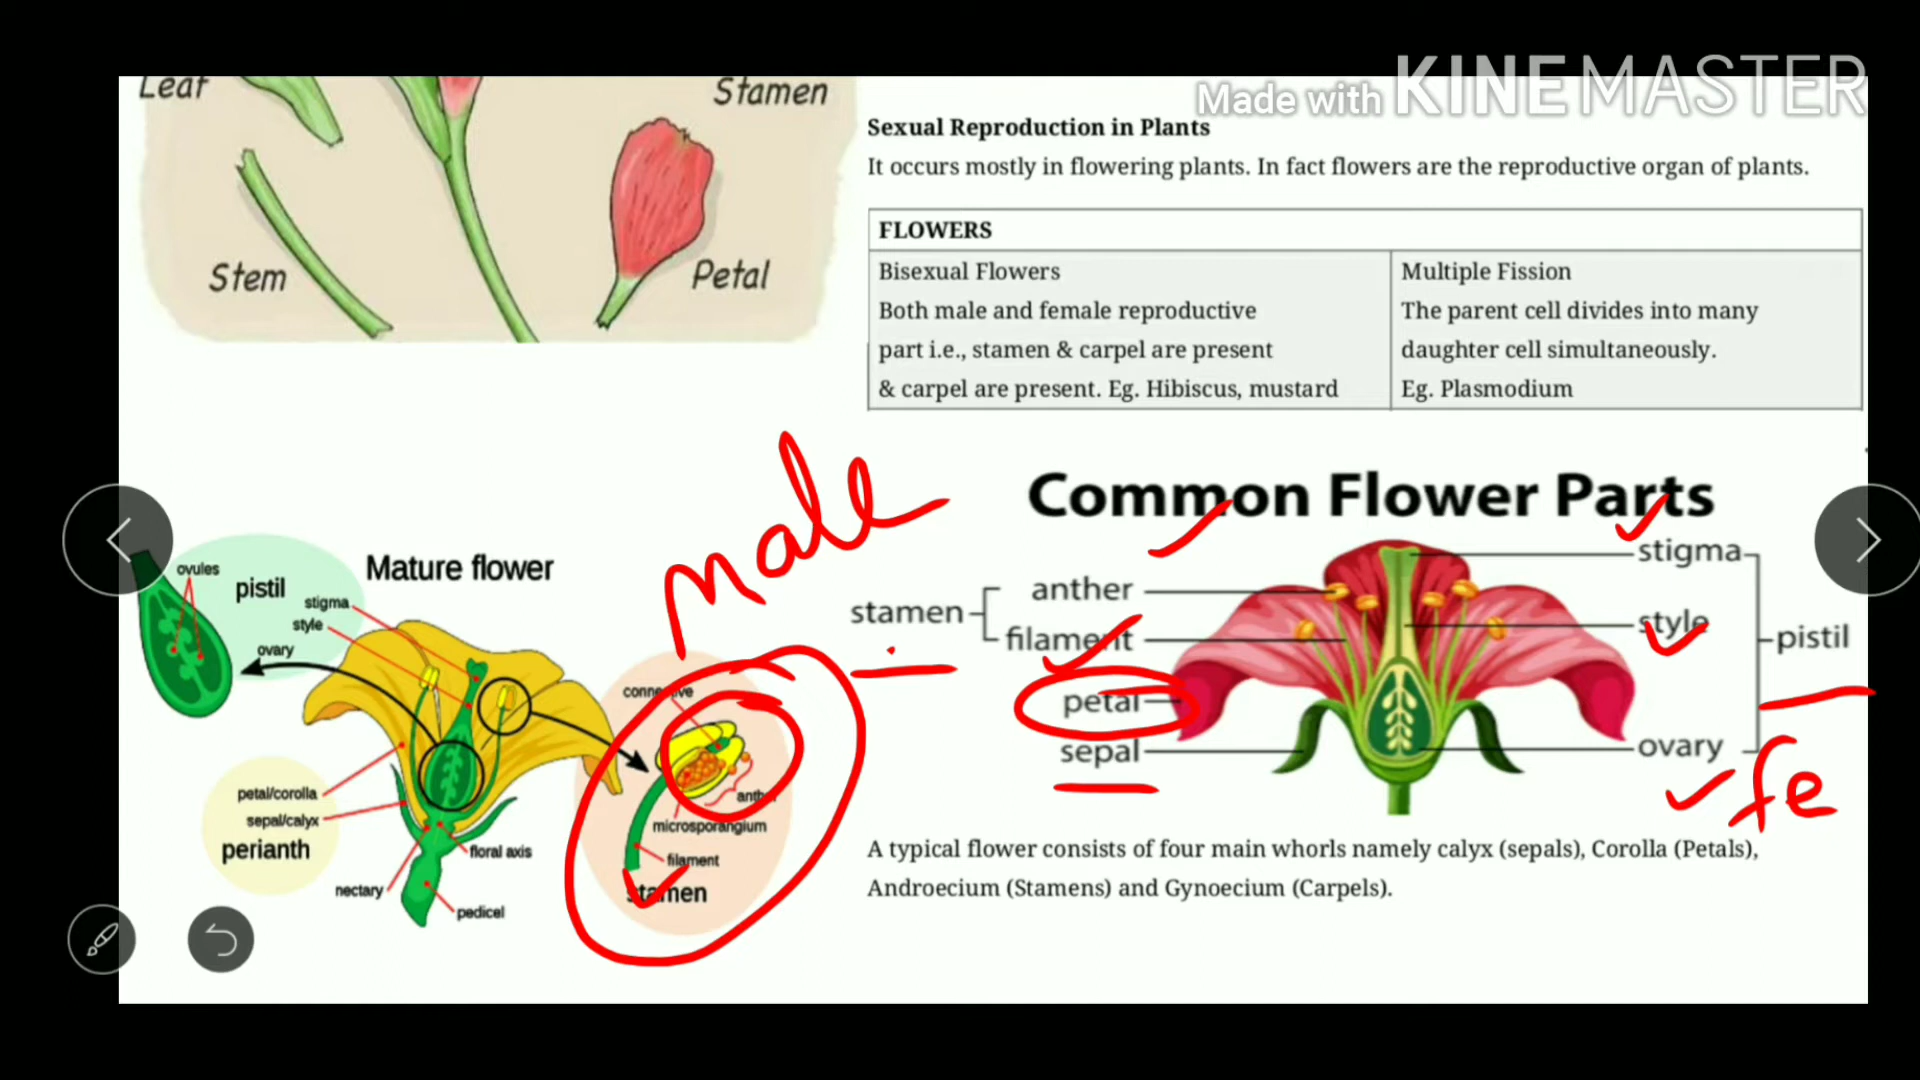 Made with KINEMASTER
Leaf
Stamen
Stem
Petal
Sexual Reproduction in Plants
It occurs mostly in flowering plants. In fact flowers are the reproductive organ of plants.
FLOWERS
Bisexual Flowers
Both male and female reproductive
part i.e., stamen & carpel are present
& carpel are present. Eg. Hibiscus, mustard
Multiple Fission
The parent cell divides into many
daughter cell simultaneously.
Eg. Plasmodium
male
Mature flower
ovules
pistil
stigma
style
ovary
petal/corolla
sepal/calyx
perianth
nectary
floral axis
pedicel
connective
anther
microsporangium
filament
stamen
Common Flower Parts
stamen
anther
filament
petal
sepal
stigma
style
pistil
ovary
fe
A typical flower consists of four main whorls namely calyx (sepals), Corolla (Petals),
Androecium (Stamens) and Gynoecium (Carpels).